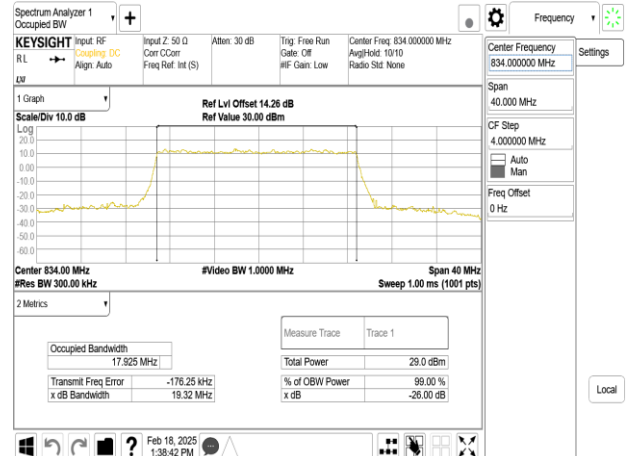 Spectrum Analyzer 1
Occupied BW
Frequency
KEYSIGHT Input: RF Input Z: 50 Ω Atten: 30 dB Trig: Free Run Center Freq: 834.000000 MHz
RL Coupling: DC Corr CCorr Gate: Off Avg|Hold: 10/10
Align: Auto Freq Ref: Int (S) #IF Gain: Low Radio Std: None
LXI
Center Frequency
834.000000 MHz
Settings
Span
40.000 MHz
CF Step
4.000000 MHz
Auto
Man
Freq Offset
0 Hz
1 Graph
Ref Lvl Offset 14.26 dB
Scale/Div 10.0 dB Ref Value 30.00 dBm
Log
20.0
10.0
0.00
-10.0
-20.0
-30.0
-40.0
-50.0
-60.0
Center 834.00 MHz #Video BW 1.0000 MHz Span 40 MHz
#Res BW 300.00 kHz Sweep 1.00 ms (1001 pts)
2 Metrics
Measure Trace Trace 1
Occupied Bandwidth
17.925 MHz
Total Power 29.0 dBm
Transmit Freq Error -176.25 kHz % of OBW Power 99.00 %
x dB Bandwidth 19.32 MHz x dB -26.00 dB
Local
?
Feb 18, 2025
1:38:42 PM